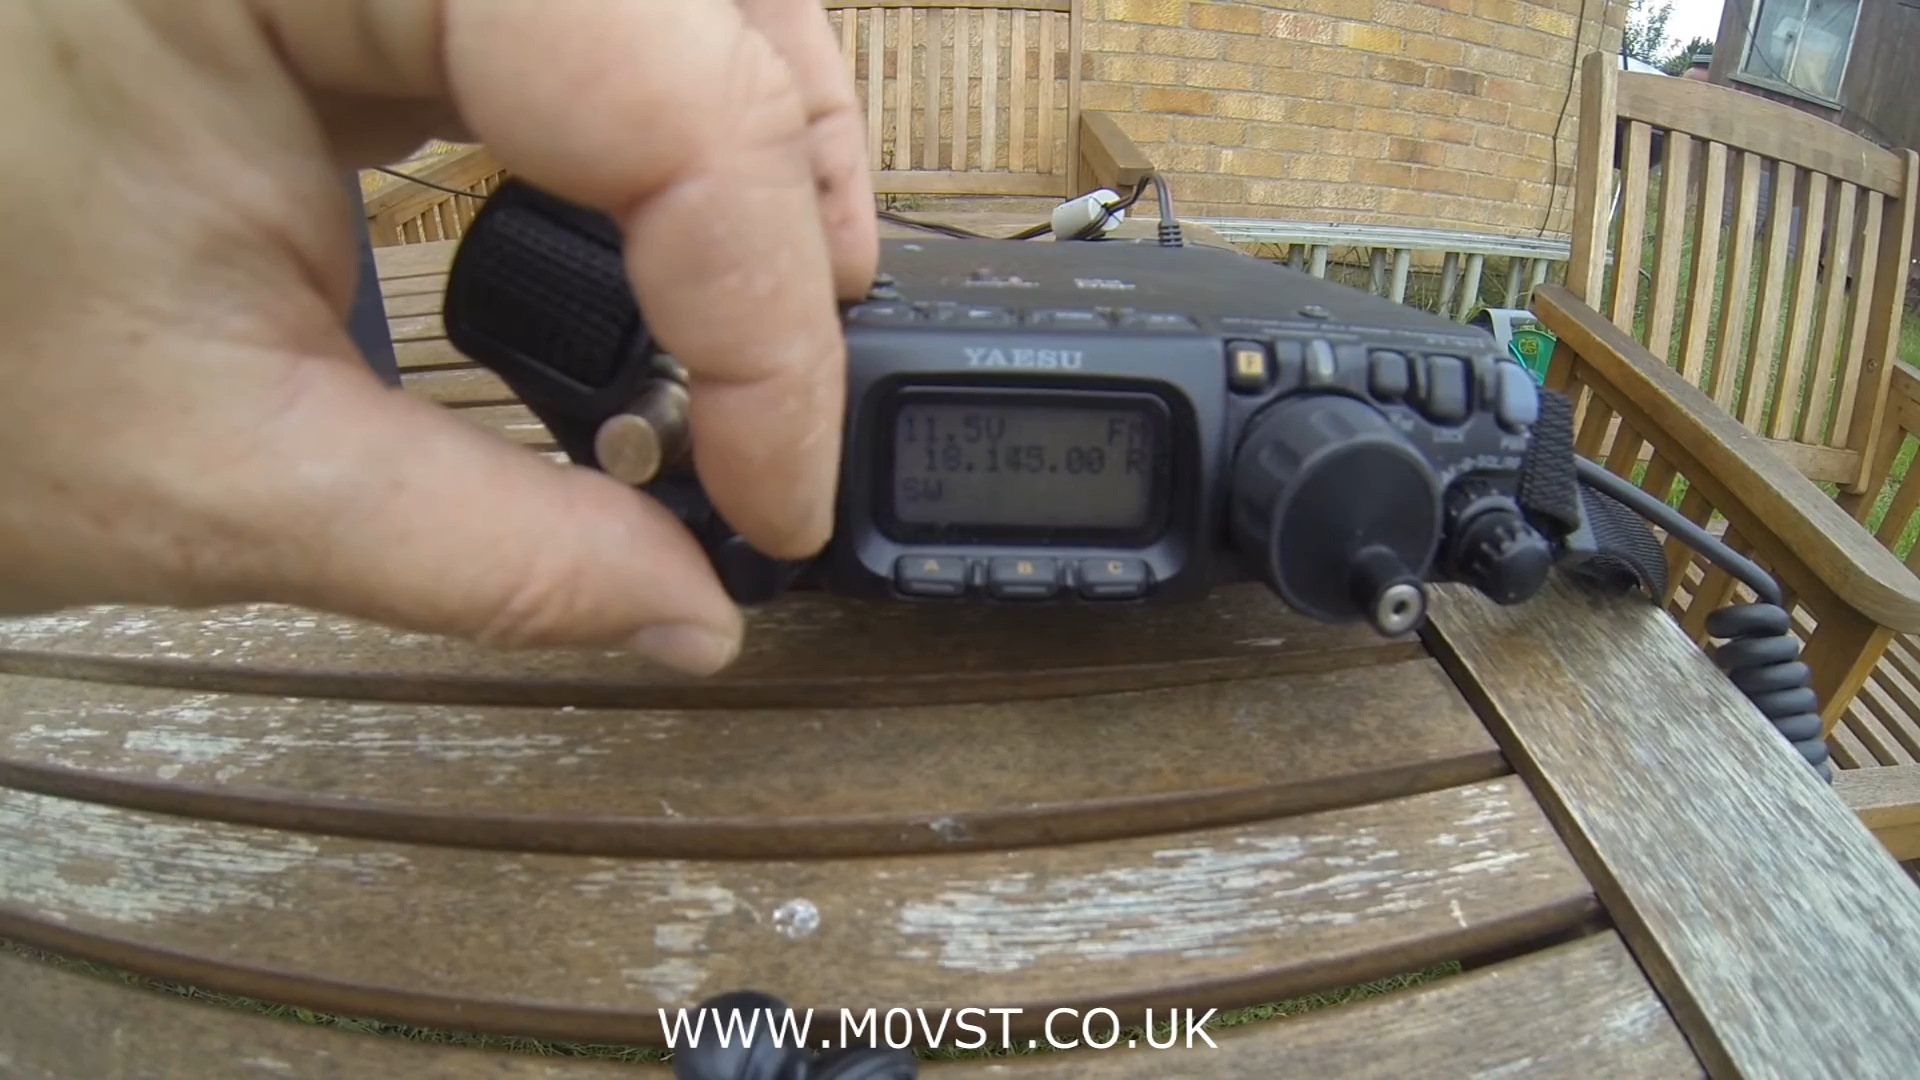 YAESU
F
11.5V FM
18.145.00 R
SW
LOCK
A B C
WWW.M0VST.CO.UK